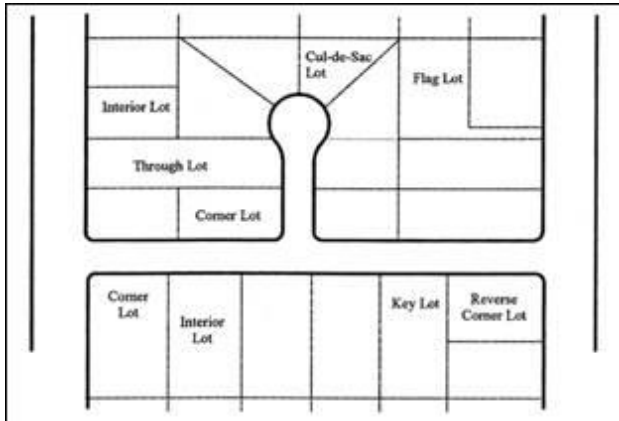 Cul-de-Sac
Lot
Flag Lot
Interior Lot
Through Lot
Corner Lot
Corner
Lot
Interior
Lot
Key Lot
Reverse
Corner Lot